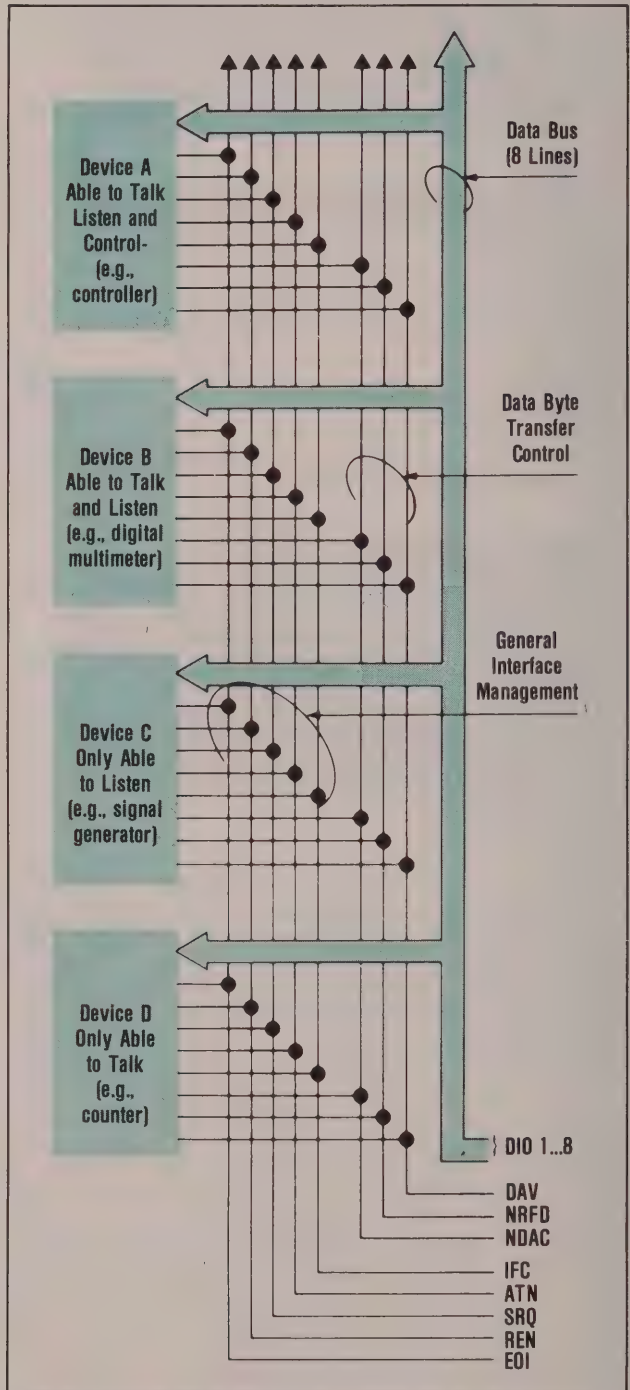 Device A
Able to Talk
Listen and
Control-
(e.g.,
controller)
Data Bus
(8 Lines)
Device B
Able to Talk
and Listen
(e.g., digital
multimeter)
Data Byte
Transfer
Control
Device C
Only Able
to Listen
(e.g., signal
generator)
General
Interface
Management
Device D
Only Able
to Talk
(e.g.,
counter)
DIO 1...8
DAV
NRFD
NDAC
IFC
ATN
SRQ
REN
EOI